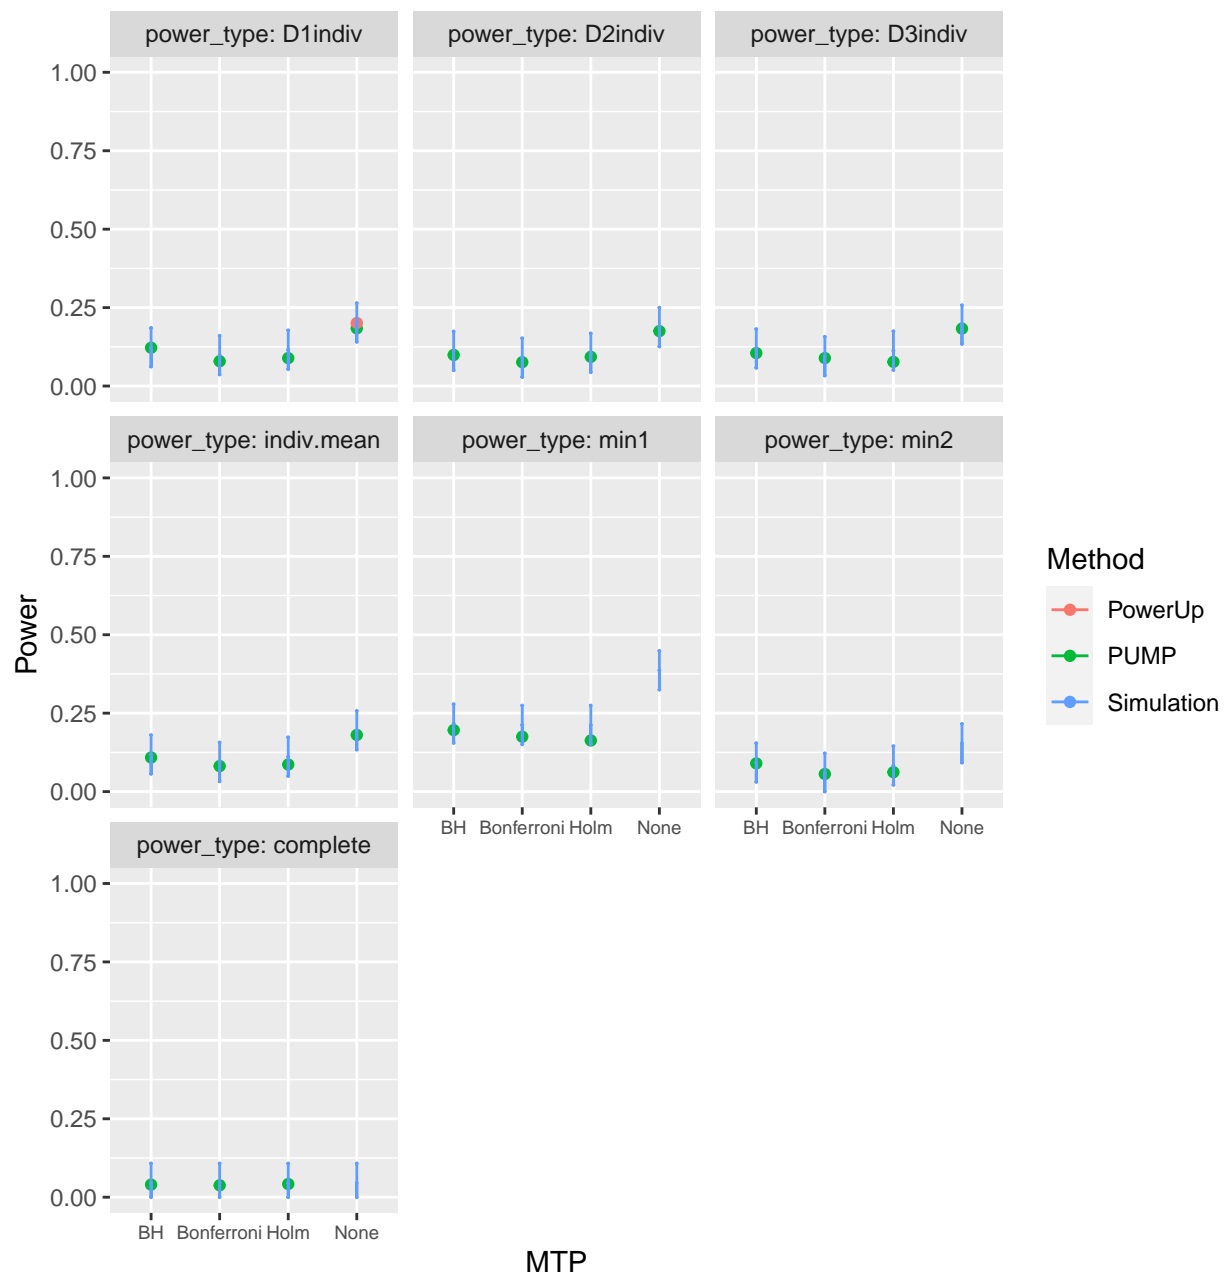 power_type: D1indiv
power_type: D2indiv
power_type: D3indiv
1.00
0.75
0.50
0.25
0.00
power_type: indiv.mean
power_type: min1
power_type: min2
1.00
0.75
0.50
0.25
0.00
BH Bonferroni Holm None
BH Bonferroni Holm None
power_type: complete
1.00
0.75
0.50
0.25
0.00
BH Bonferroni Holm None
Power
MTP
Method
PowerUp
PUMP
Simulation